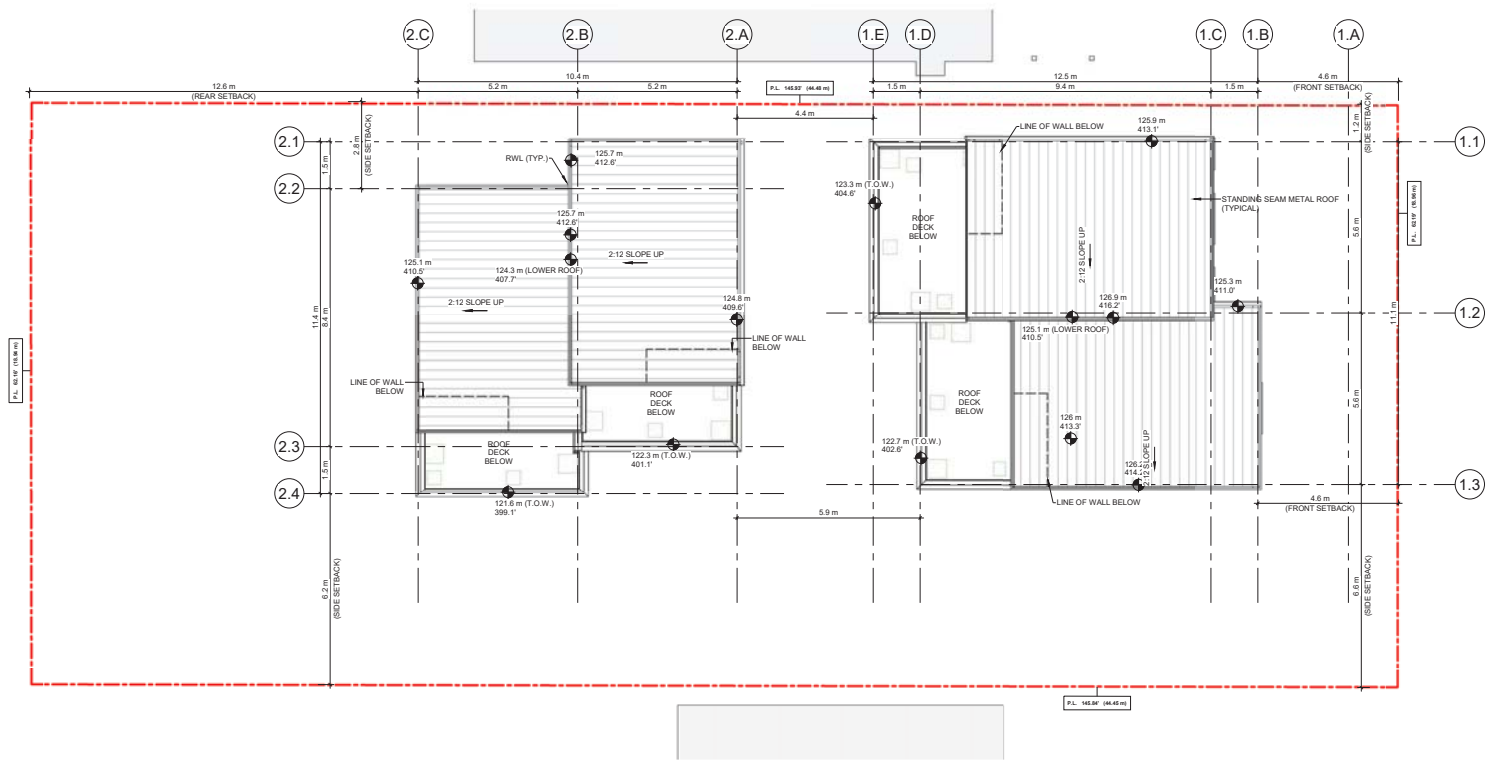 2.C
2.B
2.A
1.E
1.D
1.C
1.B
1.A
12.6 m
(REAR SETBACK)
10.4 m
5.2 m
5.2 m
P.L. 145.93' (44.48 m)
12.5 m
1.5 m
9.4 m
1.5 m
4.6 m
(FRONT SETBACK)
4.4 m
2.8 m
(SIDE SETBACK)
1.2 m
(SIDE SETBACK)
2.1
2.2
2.3
2.4
1.1
1.2
1.3
1.5 m
11.4 m
8.4 m
1.5 m
6.2 m
(SIDE SETBACK)
RWL (TYP.)
125.7 m
412.6'
125.7 m
412.6'
124.3 m (LOWER ROOF)
407.7'
2:12 SLOPE UP
125.1 m
410.5'
2:12 SLOPE UP
124.8 m
409.6'
LINE OF WALL
BELOW
LINE OF WALL
BELOW
ROOF
DECK
BELOW
ROOF
DECK
BELOW
122.3 m (T.O.W.)
401.1'
121.6 m (T.O.W.)
399.1'
5.9 m
LINE OF WALL BELOW
125.9 m
413.1'
123.3 m (T.O.W.)
404.6'
ROOF
DECK
BELOW
STANDING SEAM METAL ROOF
(TYPICAL)
2:12 SLOPE UP
126.9 m
416.2'
125.3 m
411.0'
125.1 m (LOWER ROOF)
410.5'
ROOF
DECK
BELOW
126 m
413.3'
122.7 m (T.O.W.)
402.6'
2:12 SLOPE UP
LINE OF WALL BELOW
5.6 m
11.1 m
5.6 m
4.6 m
(FRONT SETBACK)
6.6 m
(SIDE SETBACK)
P.L. 145.84' (44.45 m)